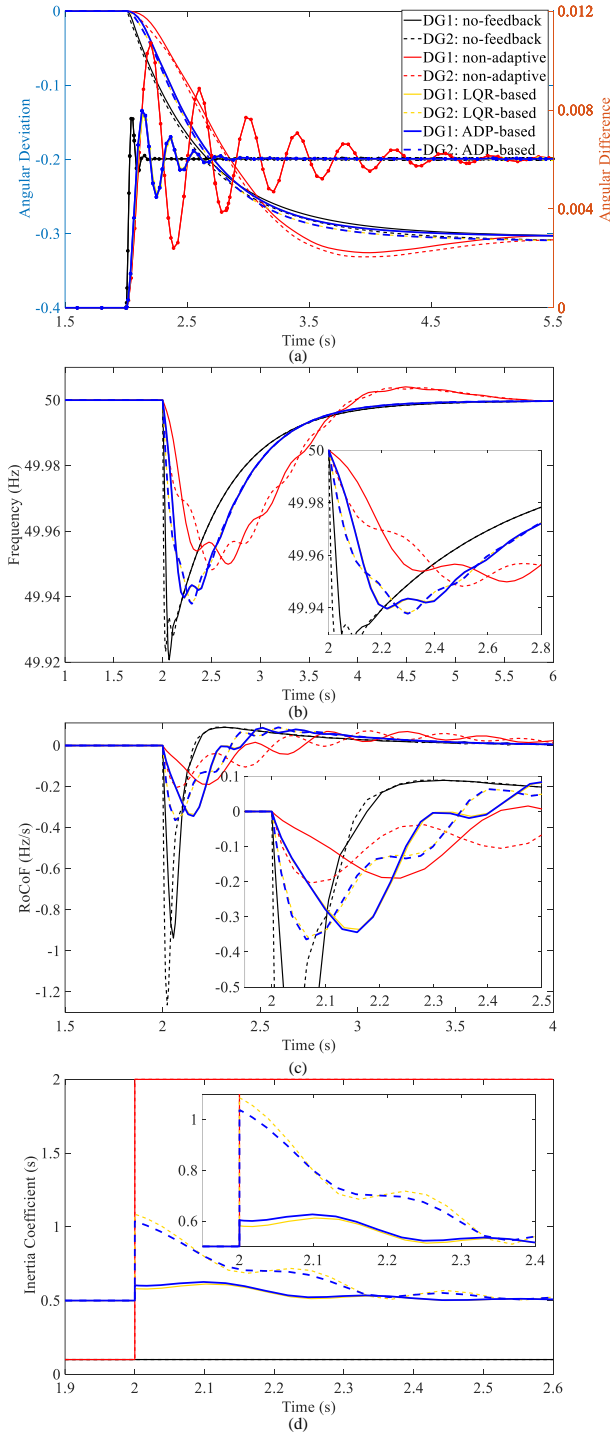 0
-0.1
-0.2
-0.3
-0.4
Angular Deviation
0.012
0.009
0.006
0.003
0
Angular Difference
DG1: no-feedback
DG2: no-feedback
DG1: non-adaptive
DG2: non-adaptive
DG1: LQR-based
DG2: LQR-based
DG1: ADP-based
DG2: ADP-based
1.5 2.5 3.5 4.5 5.5
Time (s)
(a)
50
49.98
49.96
49.94
49.92
Frequency (Hz)
50
49.98
49.96
49.94
2 2.2 2.4 2.6 2.8
1 1.5 2 2.5 3 3.5 4 4.5 5 5.5 6
Time (s)
(b)
0
-0.2
-0.4
-0.6
-0.8
-1
-1.2
RoCoF (Hz/s)
0.1
0
-0.1
-0.2
-0.3
-0.4
-0.5
2 2.1 2.2 2.3 2.4 2.5
1.5 2 2.5 3 3.5 4
Time (s)
(c)
2
1.5
1
0.5
0
Inertia Coefficient (s)
1
0.8
0.6
2 2.1 2.2 2.3 2.4
1.9 2 2.1 2.2 2.3 2.4 2.5 2.6
Time (s)
(d)